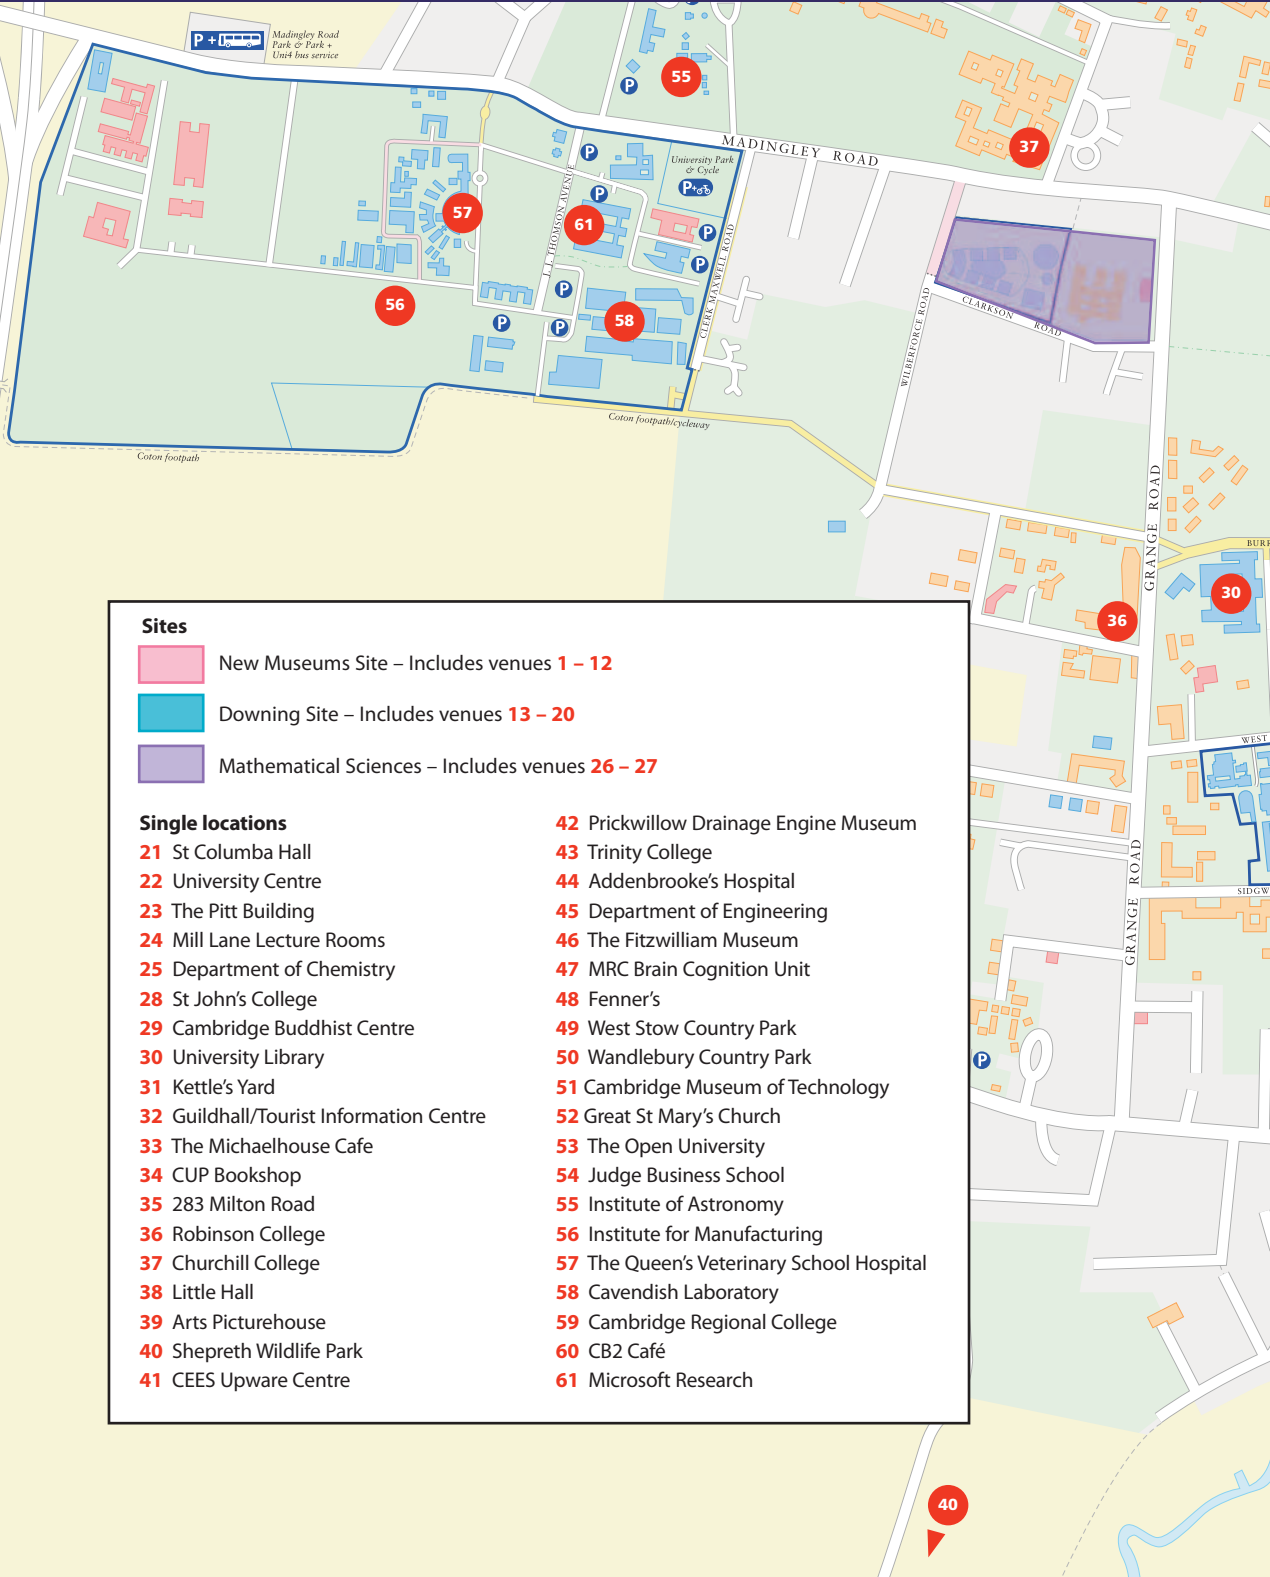 P +
Madingley Road
Park & Park +
Uni4 bus service
55
P
37
MADINGLEY ROAD
P
University Park
& Cycle
P+
P
57
61
J. J. THOMSON AVENUE
P
P
CLERK MAXWELL ROAD
56
P
58
P
P
WILBERFORCE ROAD
CLARKSON ROAD
Coton footpath/cycleway
Coton footpath
GRANGE ROAD
BURR
30
36
WEST
GRANGE ROAD
SIDGW
P
Sites
New Museums Site – Includes venues 1 – 12
Downing Site – Includes venues 13 – 20
Mathematical Sciences – Includes venues 26 – 27
Single locations
21 St Columba Hall
22 University Centre
23 The Pitt Building
24 Mill Lane Lecture Rooms
25 Department of Chemistry
28 St John's College
29 Cambridge Buddhist Centre
30 University Library
31 Kettle's Yard
32 Guildhall/Tourist Information Centre
33 The Michaelhouse Cafe
34 CUP Bookshop
35 283 Milton Road
36 Robinson College
37 Churchill College
38 Little Hall
39 Arts Picturehouse
40 Shepreth Wildlife Park
41 CEES Upware Centre
42 Prickwillow Drainage Engine Museum
43 Trinity College
44 Addenbrooke's Hospital
45 Department of Engineering
46 The Fitzwilliam Museum
47 MRC Brain Cognition Unit
48 Fenner's
49 West Stow Country Park
50 Wandlebury Country Park
51 Cambridge Museum of Technology
52 Great St Mary's Church
53 The Open University
54 Judge Business School
55 Institute of Astronomy
56 Institute for Manufacturing
57 The Queen's Veterinary School Hospital
58 Cavendish Laboratory
59 Cambridge Regional College
60 CB2 Café
61 Microsoft Research
40